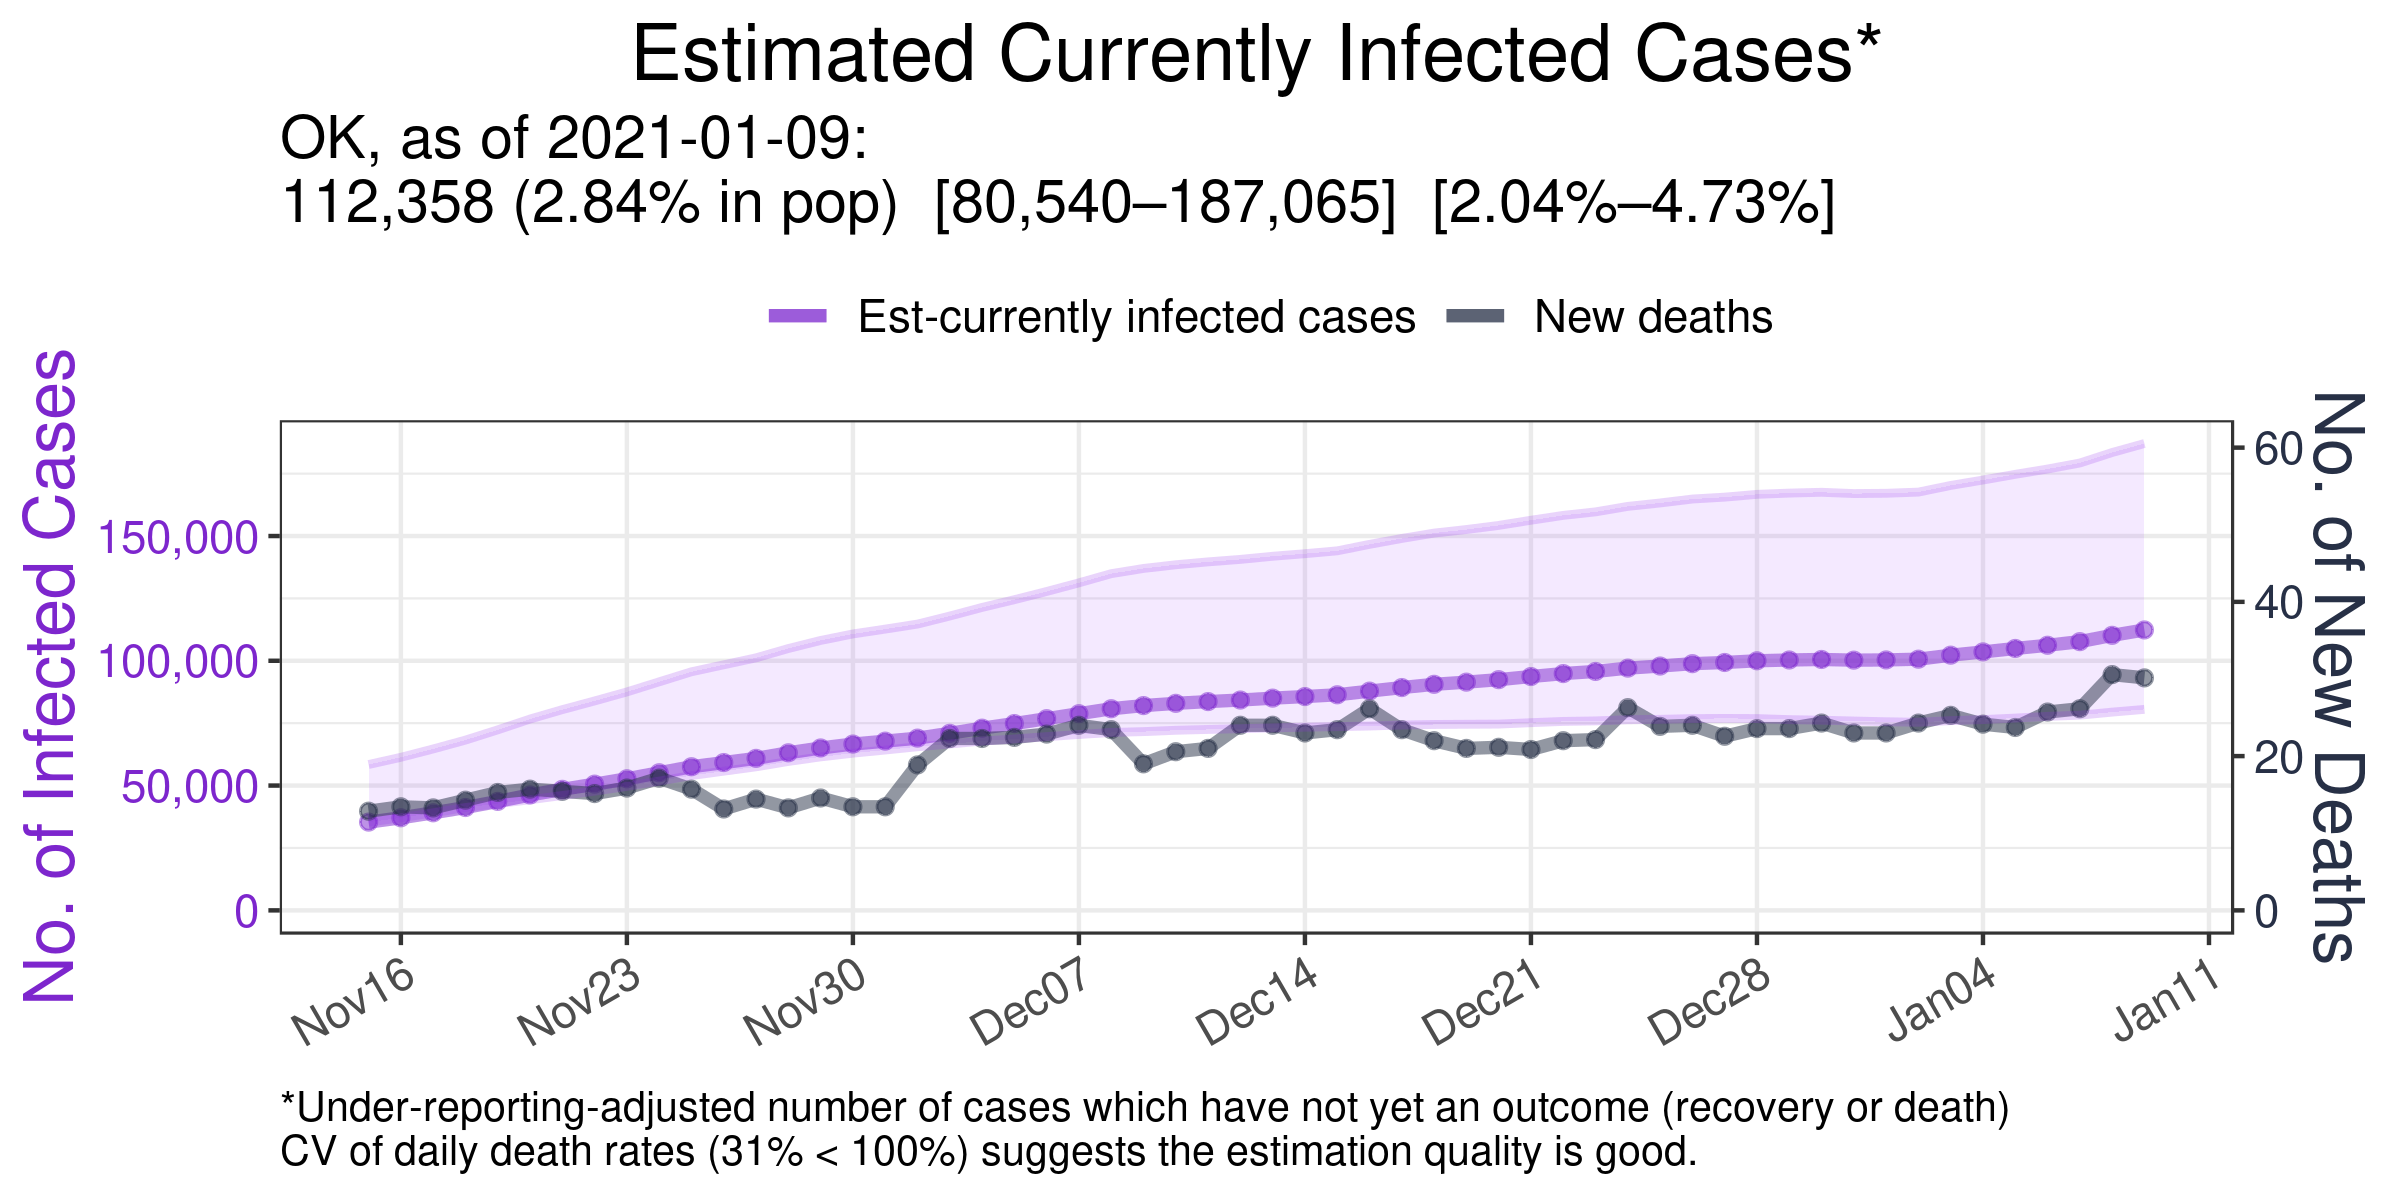 Estimated Currently Infected Cases*
OK, as of 2021-01-09:
112,358 (2.84% in pop) [80,540–187,065] [2.04%–4.73%]
Est-currently infected cases
New deaths
No. of Infected Cases
150,000
100,000
50,000
0
60
40
20
0
No. of New Deaths
Nov16
Nov23
Nov30
Dec07
Dec14
Dec21
Dec28
Jan04
Jan11
*Under-reporting-adjusted number of cases which have not yet an outcome (recovery or death)
CV of daily death rates (31% < 100%) suggests the estimation quality is good.